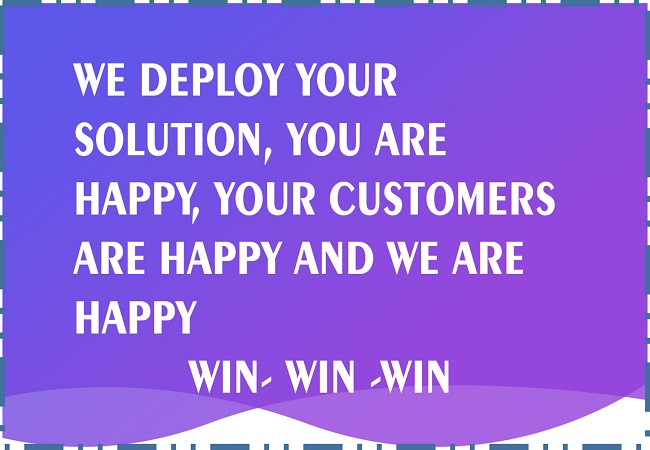 WE DEPLOY YOUR
SOLUTION, YOU ARE
HAPPY, YOUR CUSTOMERS
ARE HAPPY AND WE ARE
HAPPY
WIN- WIN -WIN